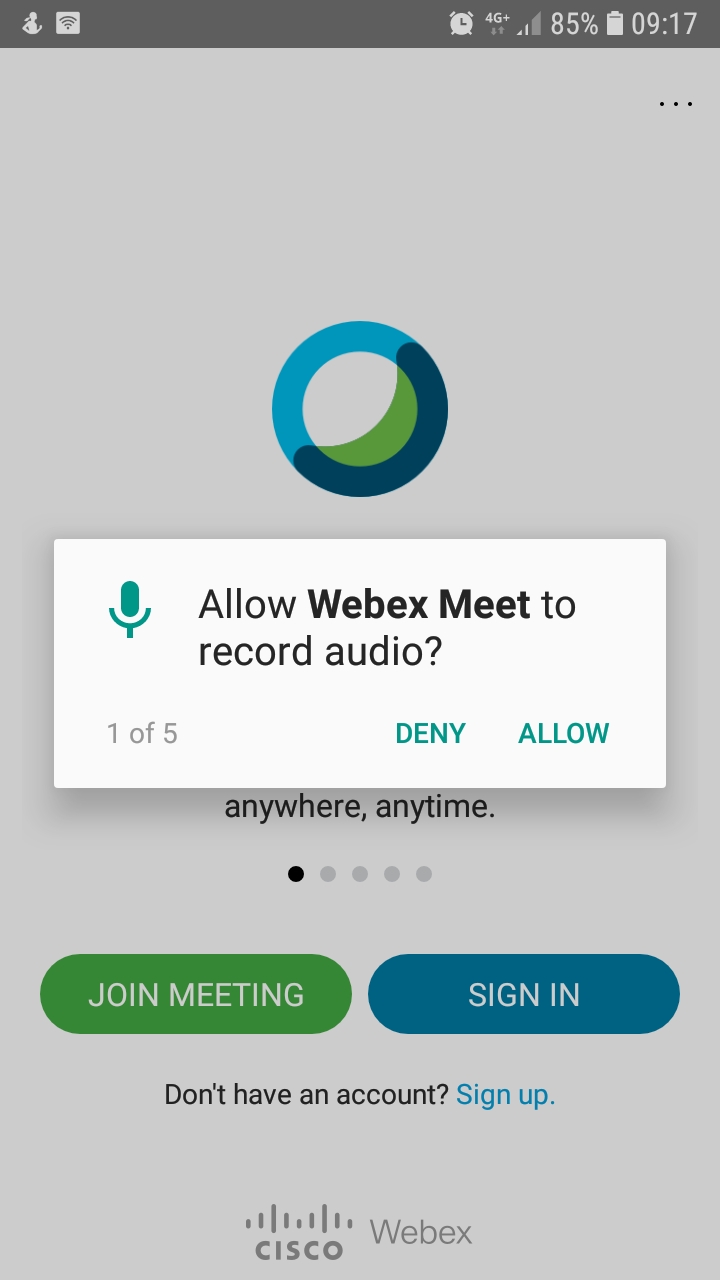 4G+ 85% 09:17
...
Allow Webex Meet to
record audio?
1 of 5 DENY ALLOW
anywhere, anytime.
JOIN MEETING SIGN IN
Don't have an account? Sign up.
CISCO Webex